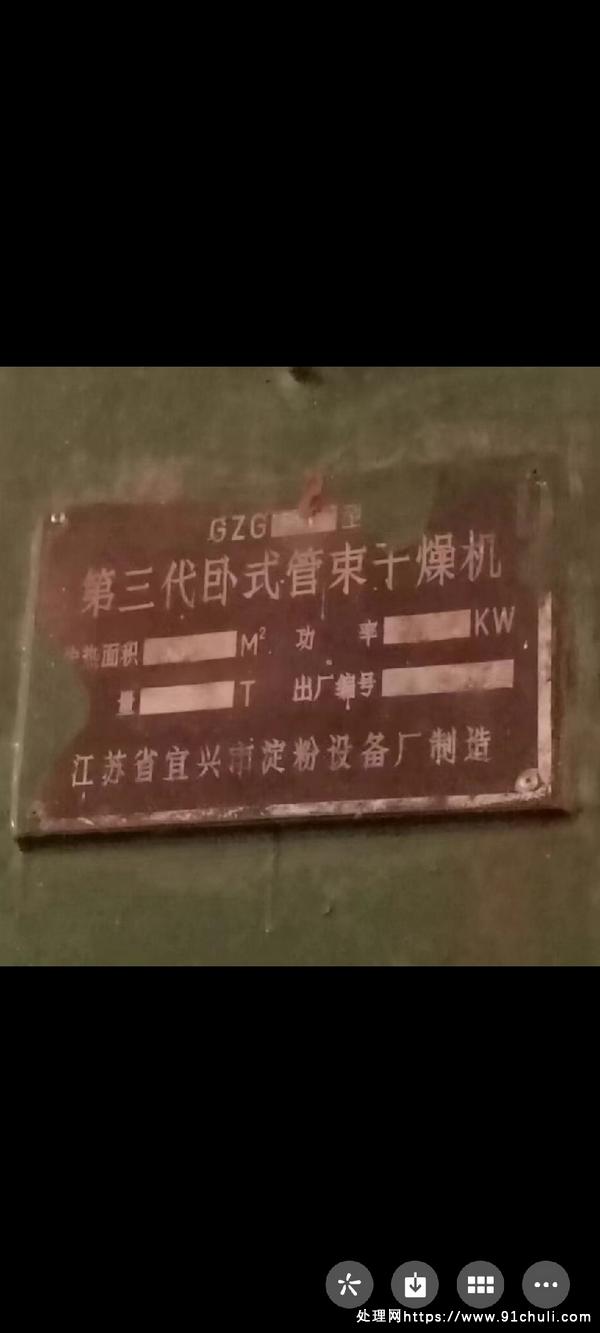 GZG 型
第三代卧式管束干燥机
热面积 M² 功率 KW
量 T 出厂编号
江苏省宜兴市淀粉设备厂制造
处理网https://www.91chuli.com